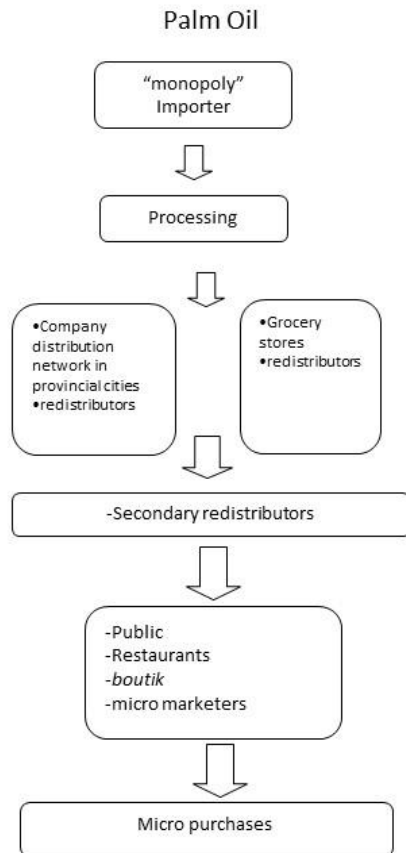 Palm Oil
“monopoly”
Importer
Processing
•Company
distribution
network in
provincial cities
•redistributors
•Grocery
stores
•redistributors
-Secondary redistributors
-Public
-Restaurants
-boutik
-micro marketers
Micro purchases